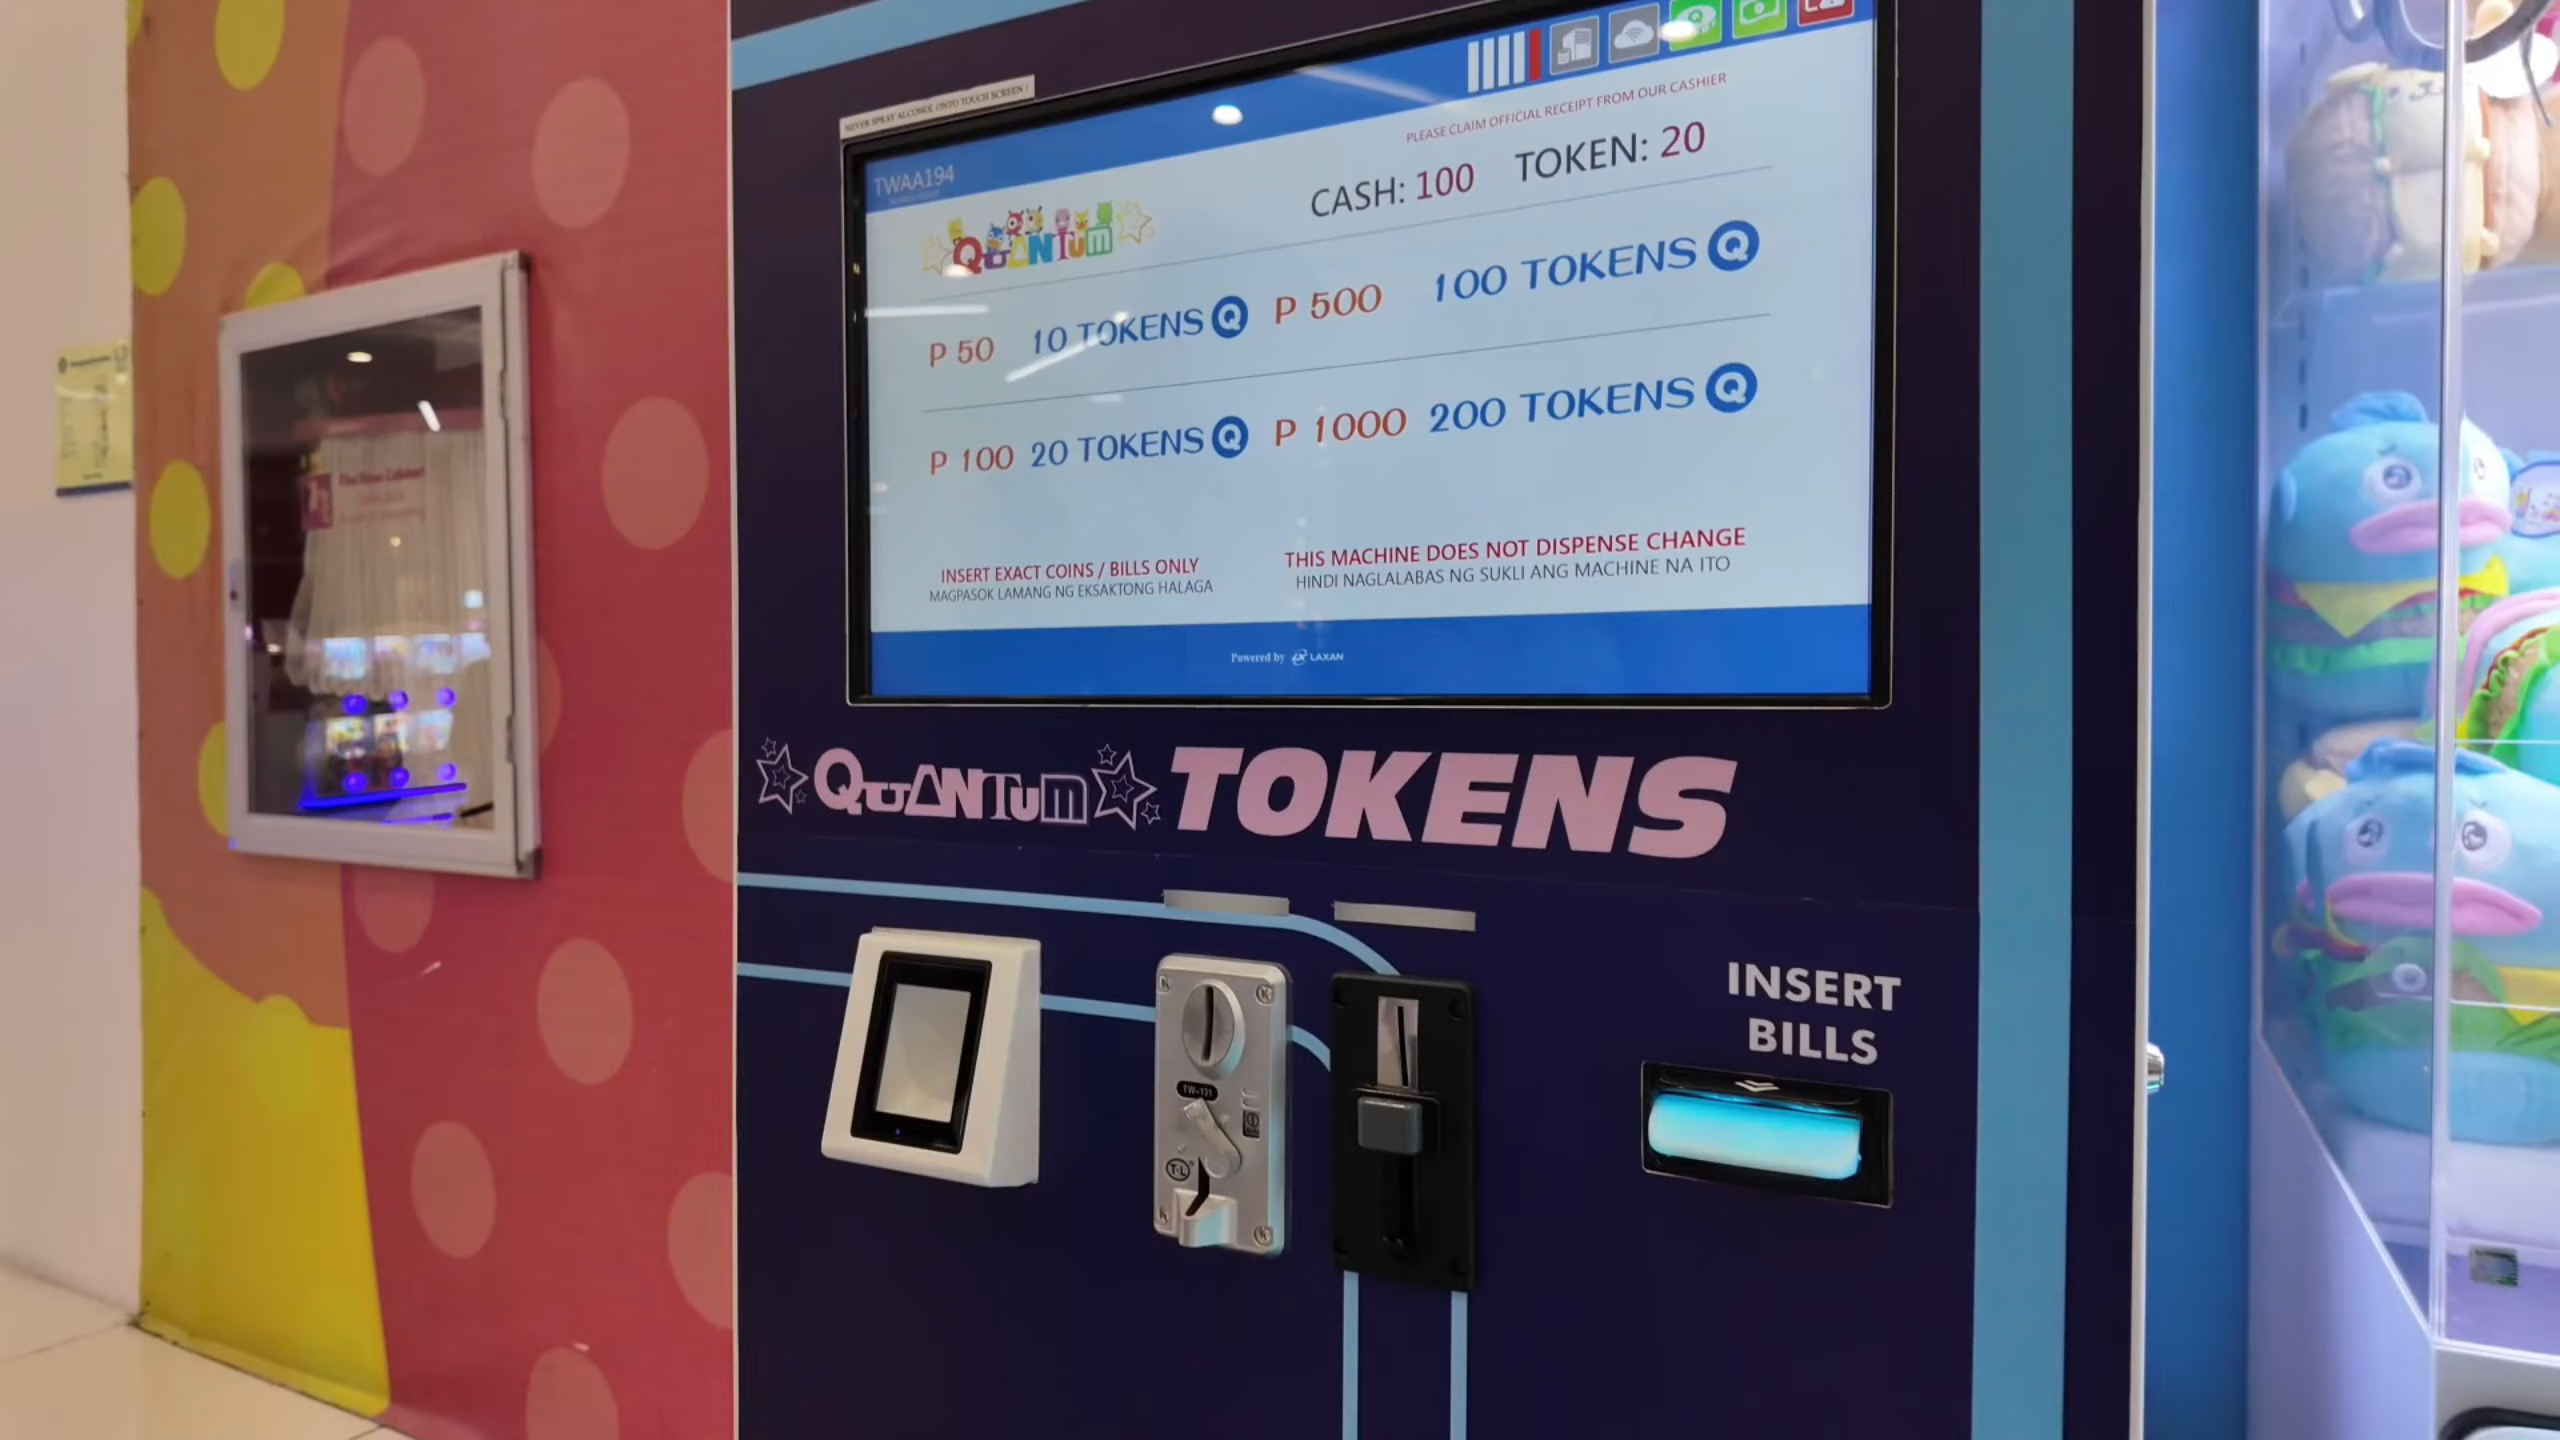 NEVER SPRAY ALCOHOL ONTO TOUCH SCREEN !
TWAA194
PLEASE CLAIM OFFICIAL RECEIPT FROM OUR CASHIER
CASH: 100 TOKEN: 20
QUANTUM
P 50 10 TOKENS Q P 500 100 TOKENS Q
P 100 20 TOKENS Q P 1000 200 TOKENS Q
INSERT EXACT COINS / BILLS ONLY
MAGPASOK LAMANG NG EKSAKTONG HALAGA
THIS MACHINE DOES NOT DISPENSE CHANGE
HINDI NAGLALABAS NG SUKLI ANG MACHINE NA ITO
Powered by LAXAN
QUANTUM TOKENS
INSERT
BILLS
TW-131
T·L